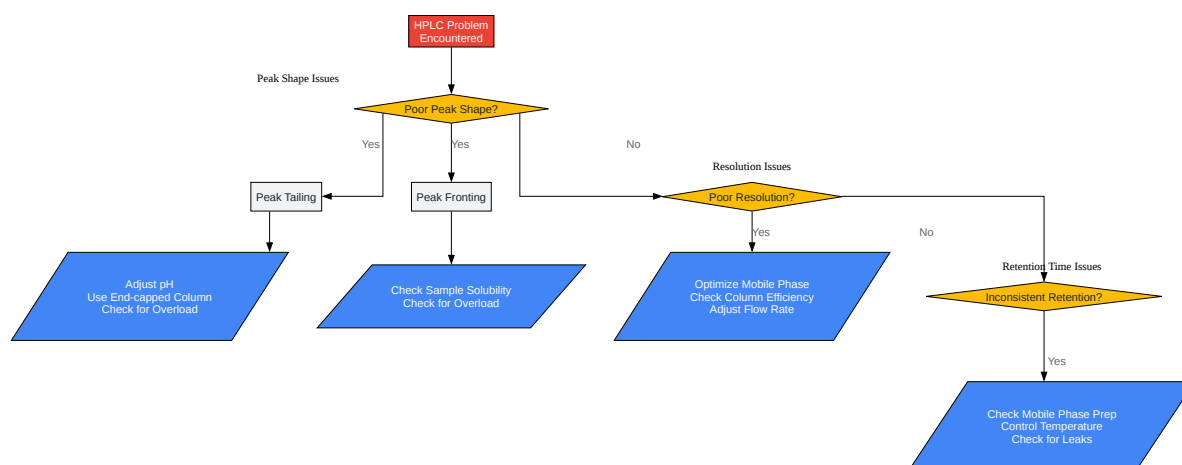 HPLC Problem
Encountered
Peak Shape Issues
Poor Peak Shape?
Yes
Yes
No
Resolution Issues
Peak Tailing
Peak Fronting
Poor Resolution?
Yes
No
Adjust pH
Use End-capped Column
Check for Overload
Check Sample Solubility
Check for Overload
Optimize Mobile Phase
Check Column Efficiency
Adjust Flow Rate
Retention Time Issues
Inconsistent Retention?
Yes
Check Mobile Phase Prep
Control Temperature
Check for Leaks